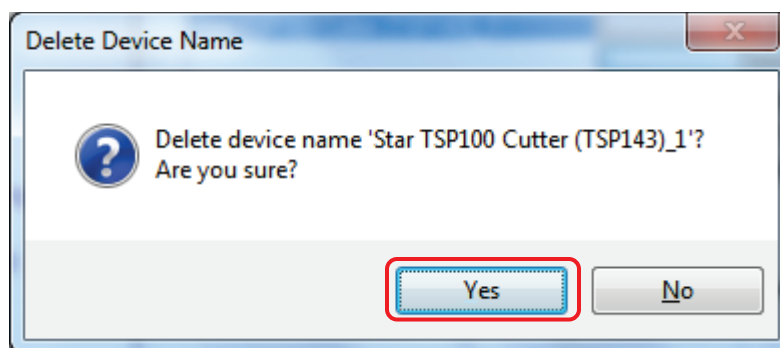 Delete Device Name
Delete device name 'Star TSP100 Cutter (TSP143)_1'?
Are you sure?
Yes
No